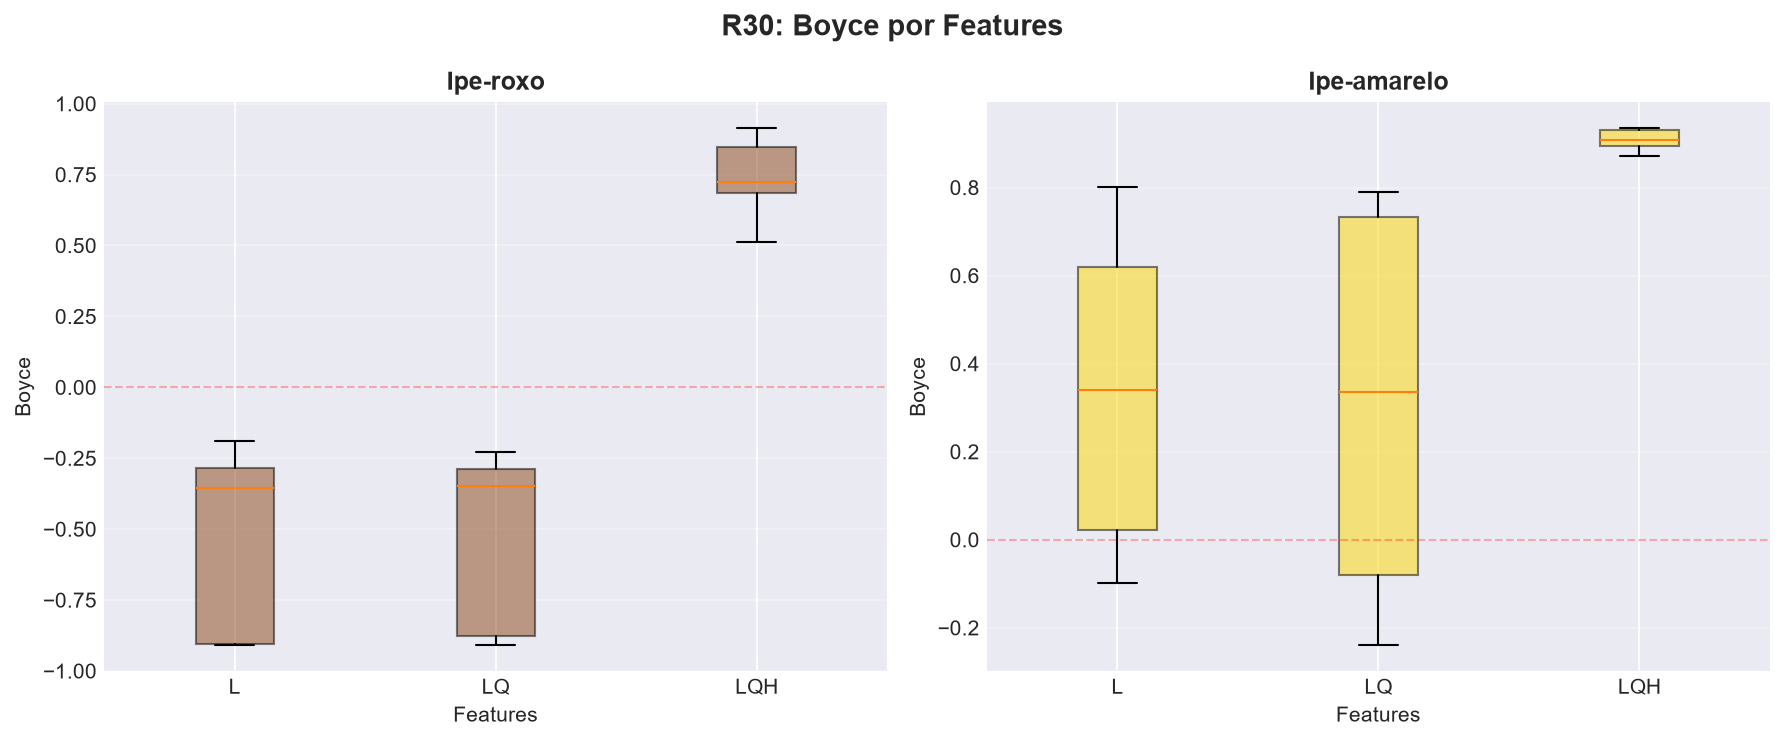 R30: Boyce por Features
Ipe-roxo
1.00
0.75
0.50
0.25
0.00
−0.25
−0.50
−0.75
−1.00
Boyce
L
LQ
LQH
Features
Ipe-amarelo
0.8
0.6
0.4
0.2
0.0
−0.2
Boyce
L
LQ
LQH
Features